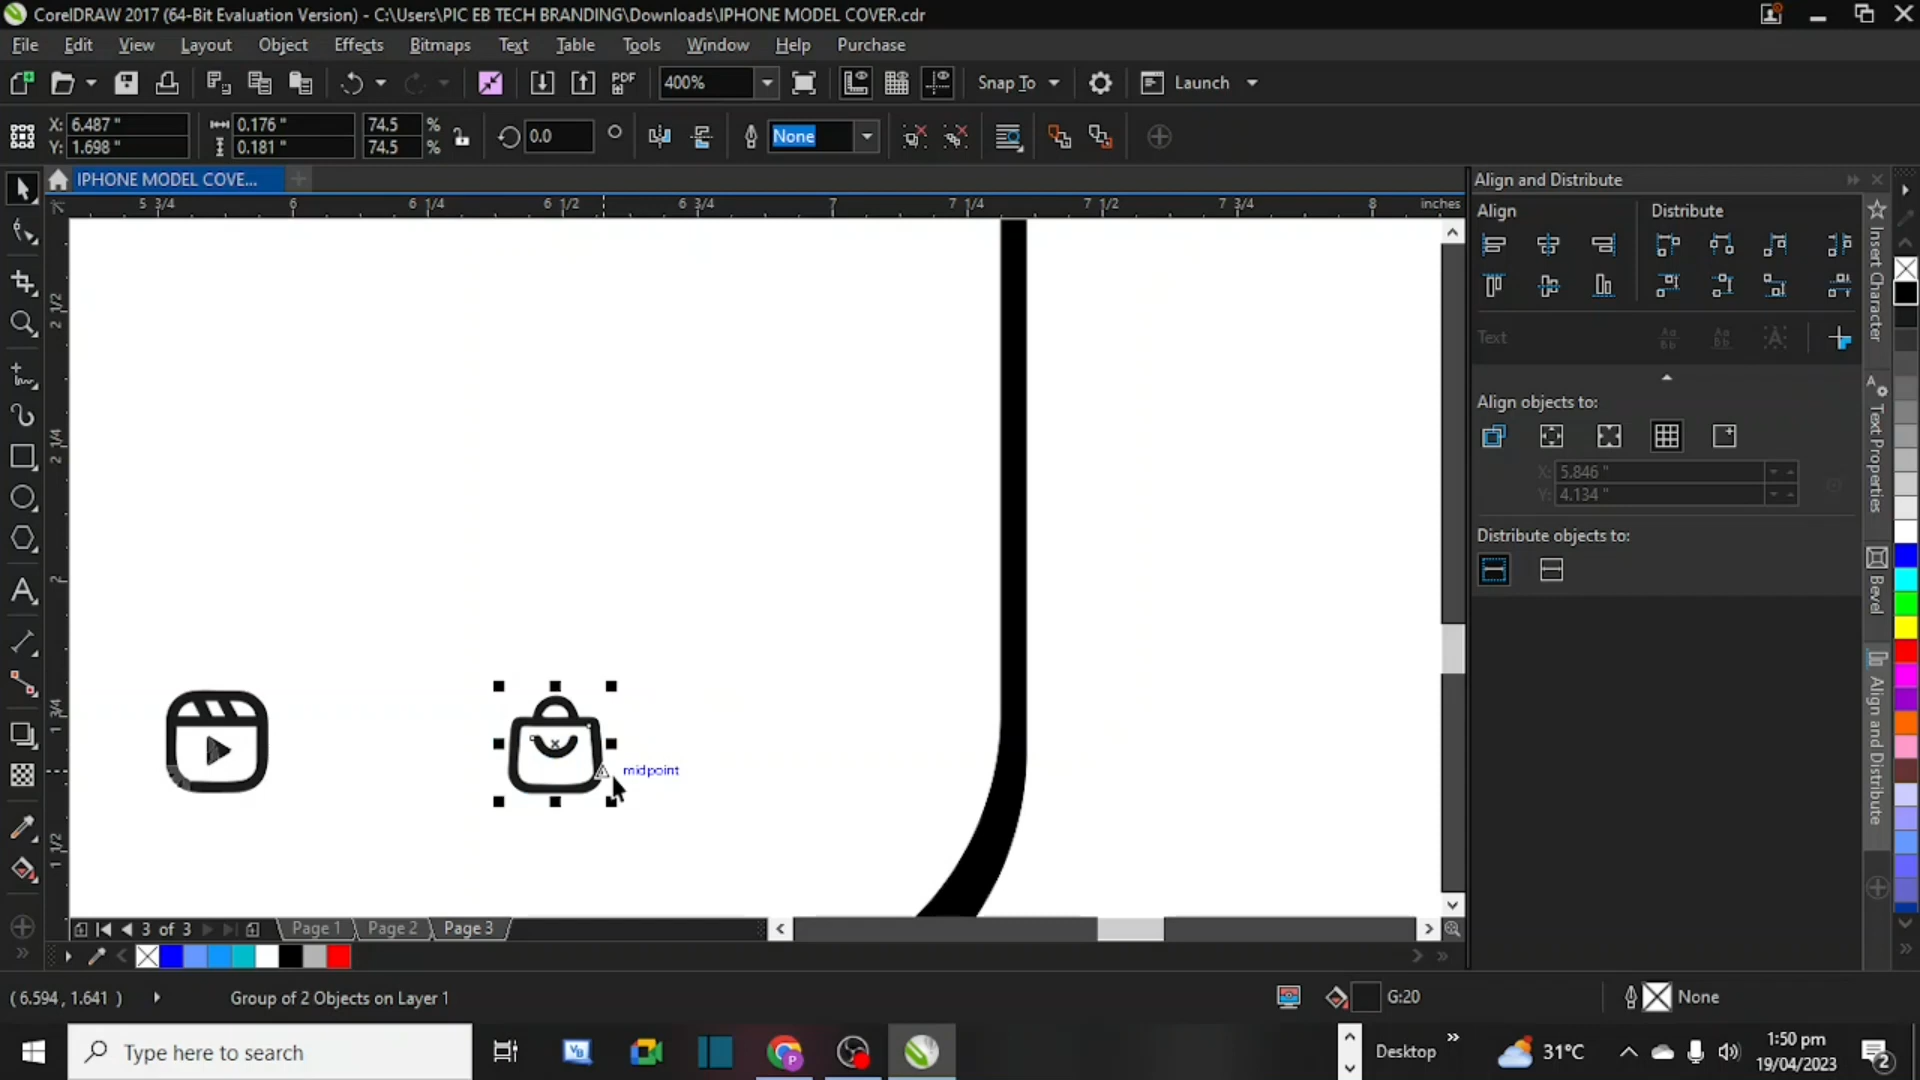 CorelDRAW 2017 (64-Bit Evaluation Version) - C:\Users\PIC EB TECH BRANDING\Downloads\IPHONE MODEL COVER.cdr
File Edit View Layout Object Effects Bitmaps Text Table Tools Window Help Purchase
PDF 400% Snap To Launch
X: 6.487 " 0.176 " 74.5 % 0.0 None
Y: 1.698 " 0.181 " 74.5 %
IPHONE MODEL COVE...
5 3/4 6 6 1/4 6 1/2 6 3/4 7 7 1/4 7 1/2 7 3/4 8 inches
2 1/2
2 1/4
2
1 3/4
1 1/2
midpoint
Align and Distribute
Align Distribute
Text
Align objects to:
X: 5.846 "
Y: 4.134 "
Distribute objects to:
Insert Character
Text Properties
Bevel
Align and Distribute
3 of 3 Page 1 Page 2 Page 3
( 6.594 , 1.641 ) Group of 2 Objects on Layer 1 G:20 None
Type here to search Desktop 31°C 1:50 pm
19/04/2023
2